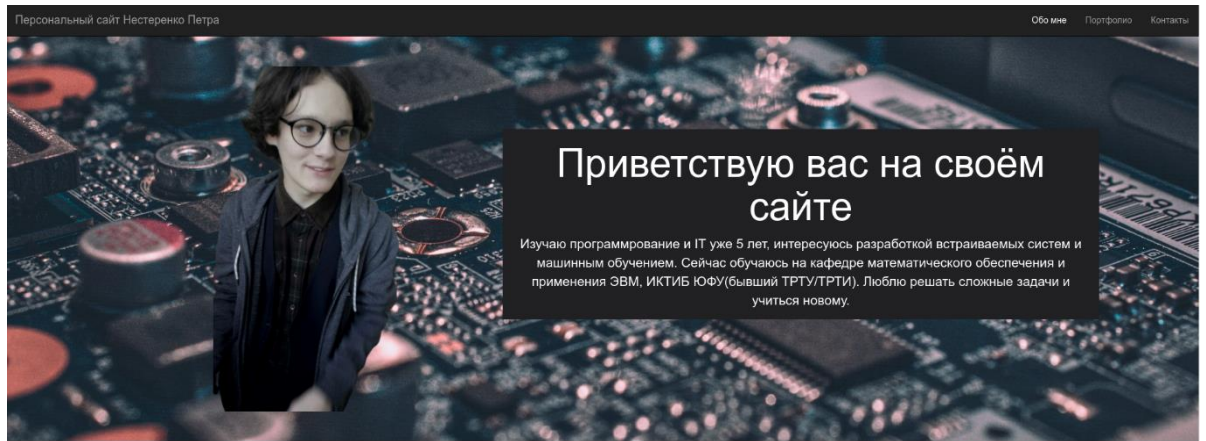 Персональный сайт Нестеренко Петра
Обо мне Портфолио Контакты
Приветствую вас на своём
сайте
Изучаю программрование и IT уже 5 лет, интересуюсь разработкой встраиваемых систем и
машинным обучением. Сейчас обучаюсь на кафедре математического обеспечения и
применения ЭВМ, ИКТИБ ЮФУ(бывший ТРТУ/ТРТИ). Люблю решать сложные задачи и
учиться новому.